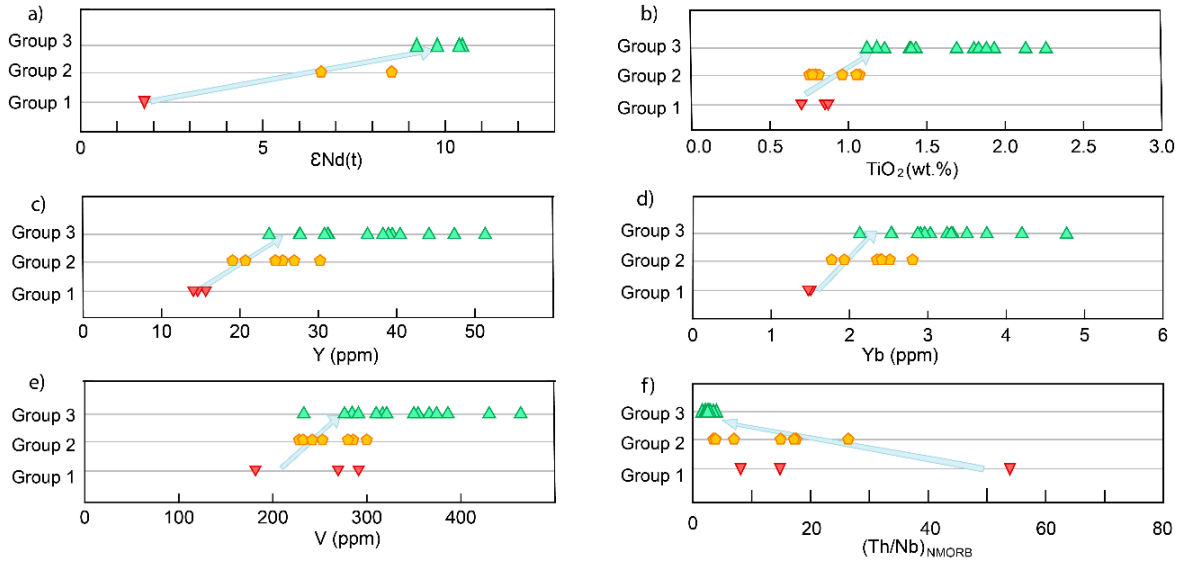 a)
Group 3
Group 2
Group 1
0 5 10
ƐNd(t)
b)
Group 3
Group 2
Group 1
0.0 0.5 1.0 1.5 2.0 2.5 3.0
TiO₂(wt.%)
c)
Group 3
Group 2
Group 1
0 10 20 30 40 50
Y (ppm)
d)
Group 3
Group 2
Group 1
0 1 2 3 4 5 6
Yb (ppm)
e)
Group 3
Group 2
Group 1
0 100 200 300 400
V (ppm)
f)
Group 3
Group 2
Group 1
0 20 40 60 80
(Th/Nb)NMORB